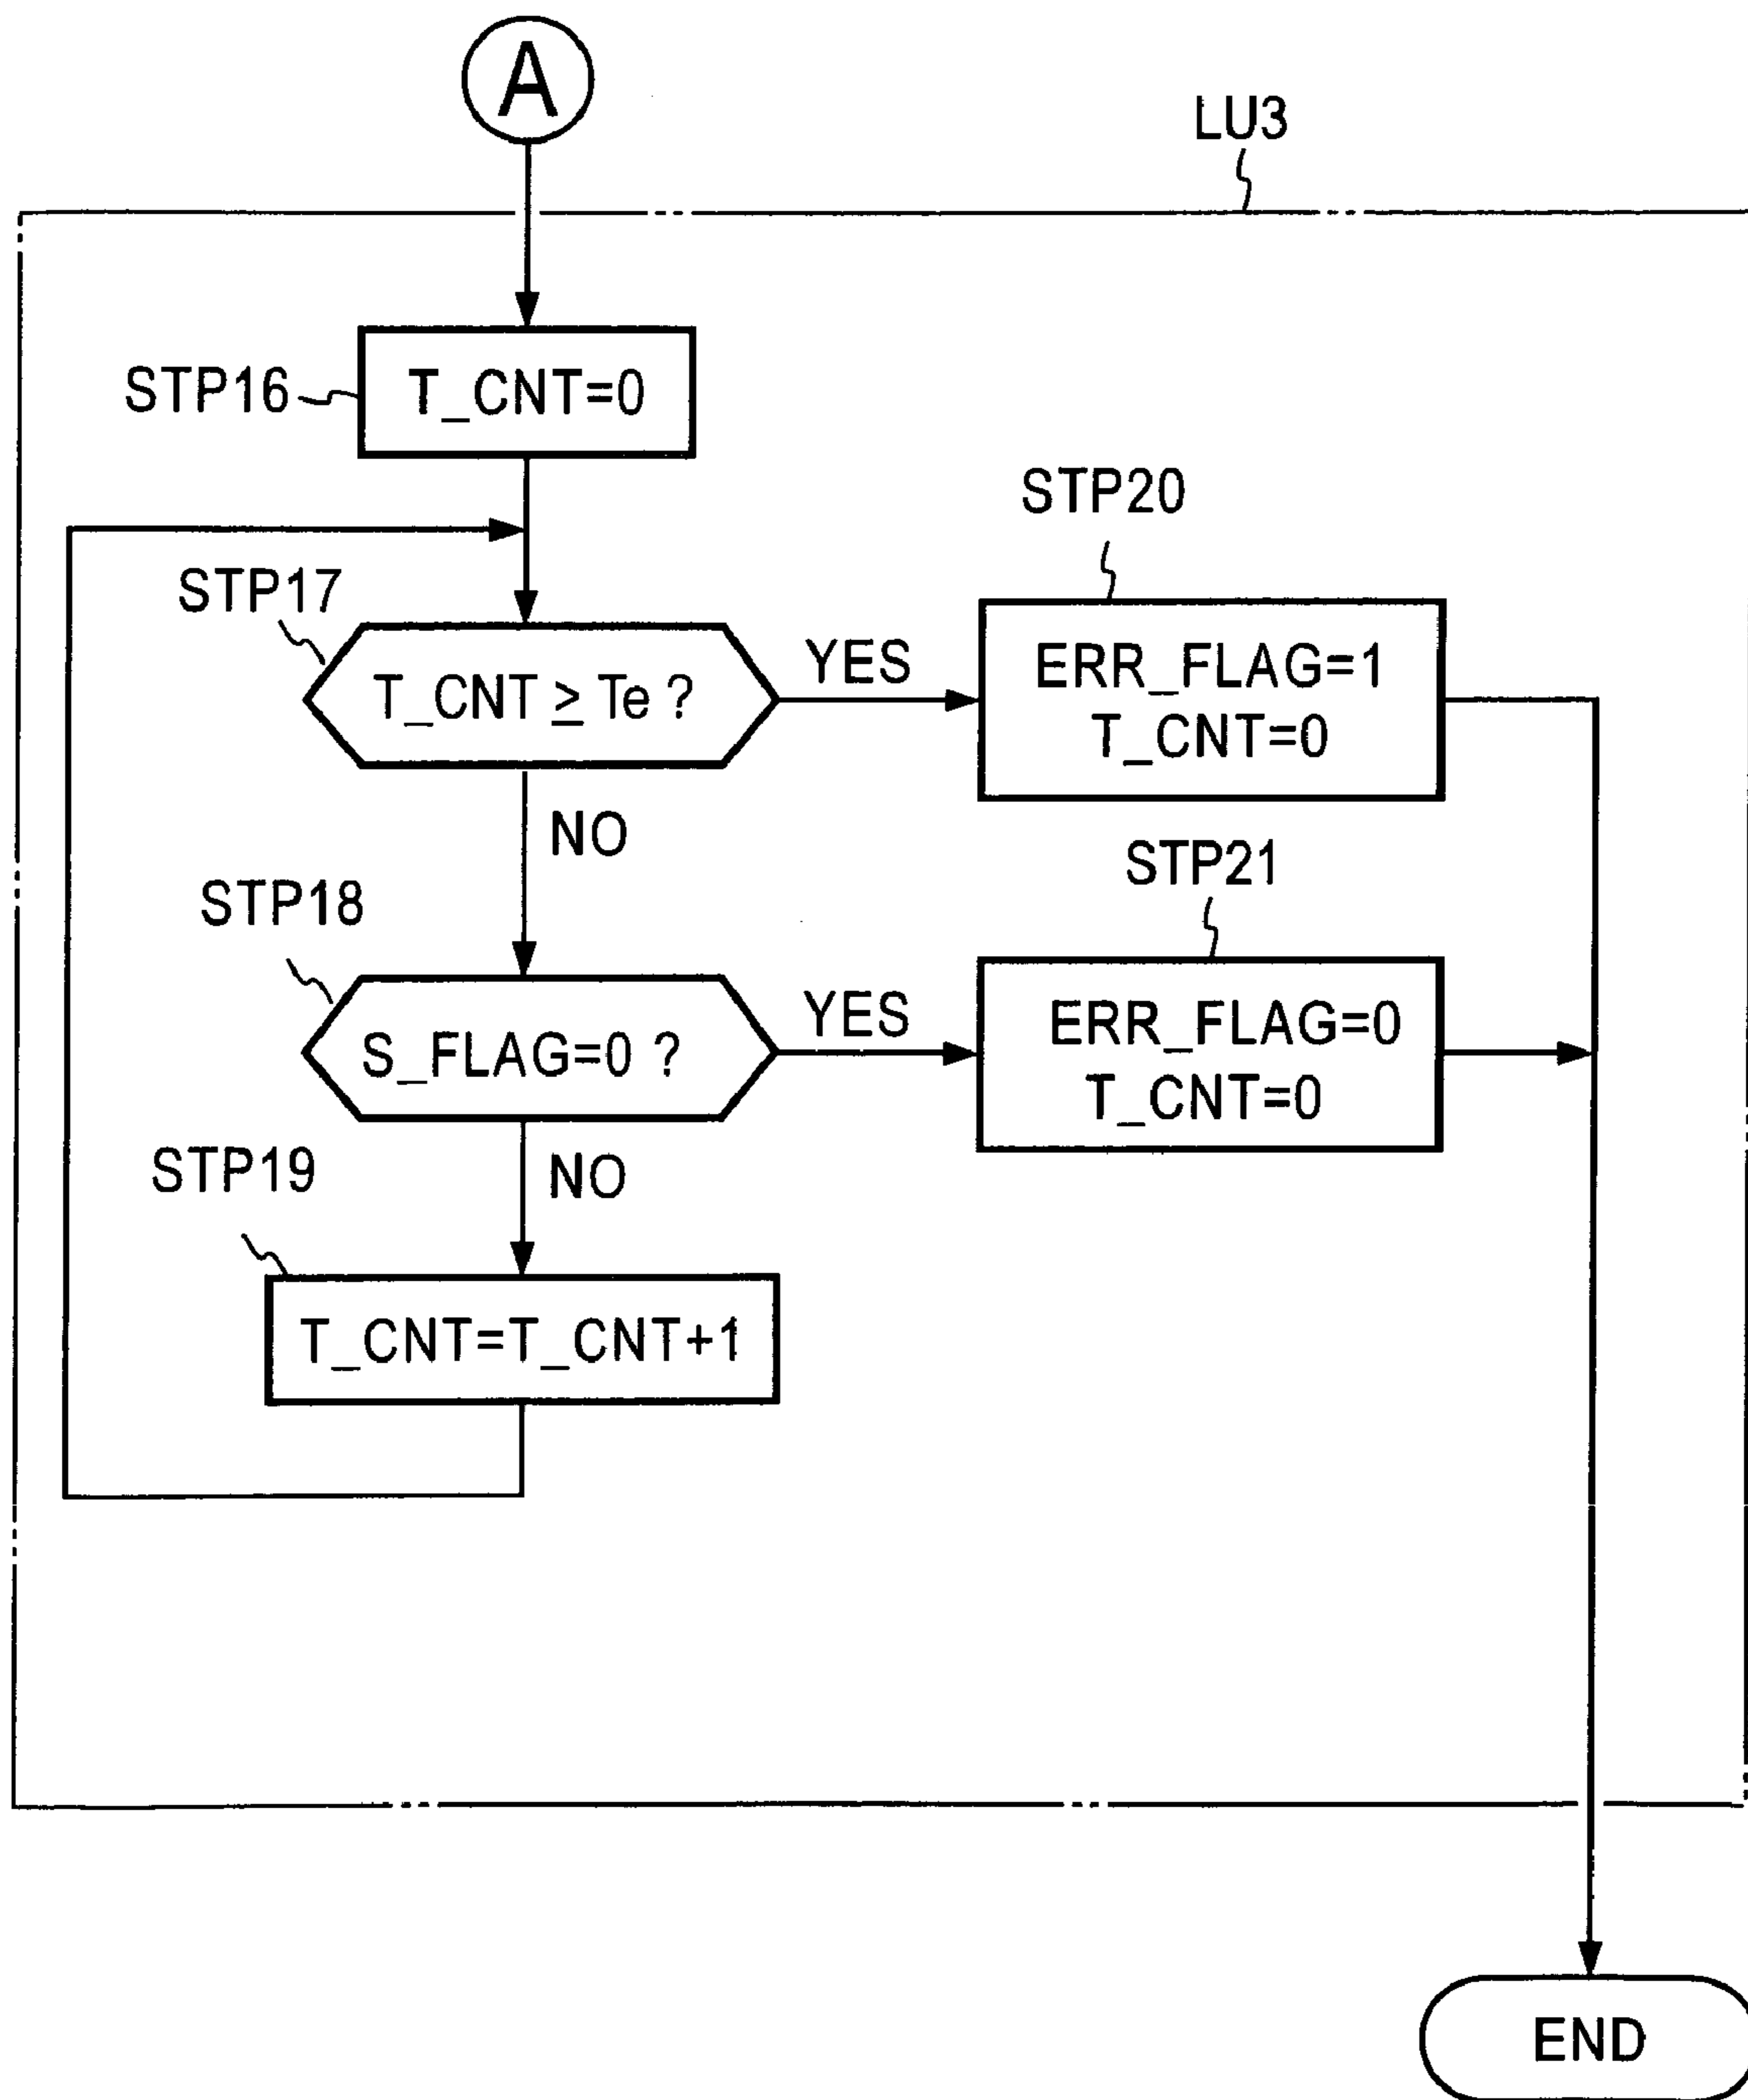 A
LU3
STP16
T_CNT=0
STP20
STP17
T_CNT ≥ Te ?
YES
ERR_FLAG=1
T_CNT=0
NO
STP21
STP18
S_FLAG=0 ?
YES
ERR_FLAG=0
T_CNT=0
STP19
NO
T_CNT=T_CNT+1
END